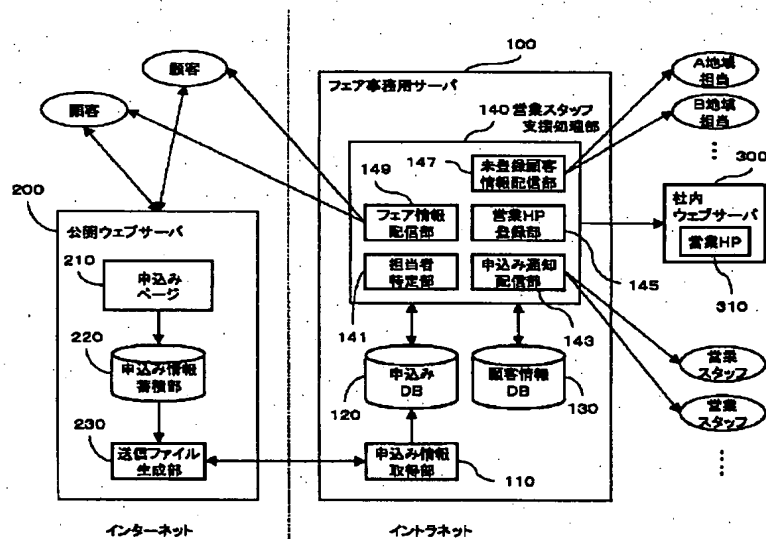 顧客
顧客
200
公開ウェブサーバ
210
申込み
ページ
220
申込み情報
蓄積部
230
送信ファイル
生成部
インターネット
100
フェア事務用サーバ
140 営業スタッフ
支援処理部
147
未登録顧客
情報配信部
149
フェア情報
配信部
営業HP
登録部
145
担当者
特定部
141
申込み通知
配信部
143
申込み
DB
120
顧客情報
DB
130
申込み情報
取得部
110
イントラネット
A地域
担当
B地域
担当
300
社内
ウェブサーバ
営業HP
310
営業
スタッフ
営業
スタッフ